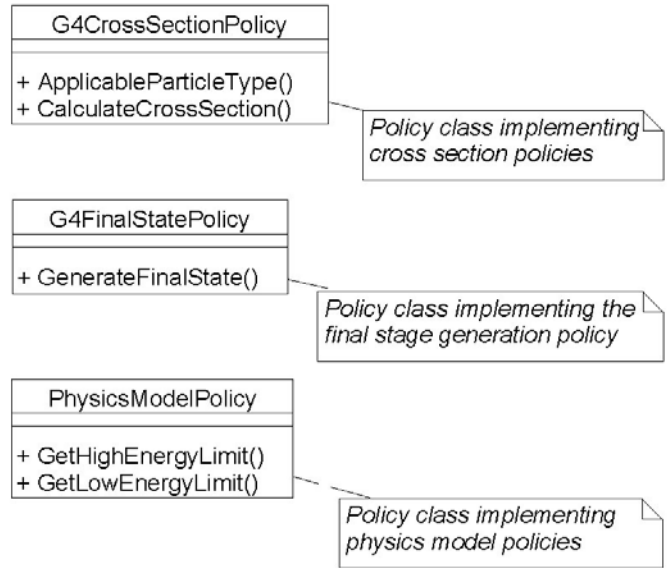 G4CrossSectionPolicy
+ ApplicableParticleType()
+ CalculateCrossSection()
Policy class implementing
cross section policies
G4FinalStatePolicy
+ GenerateFinalState()
Policy class implementing the
final stage generation policy
PhysicsModelPolicy
+ GetHighEnergyLimit()
+ GetLowEnergyLimit()
Policy class implementing
physics model policies